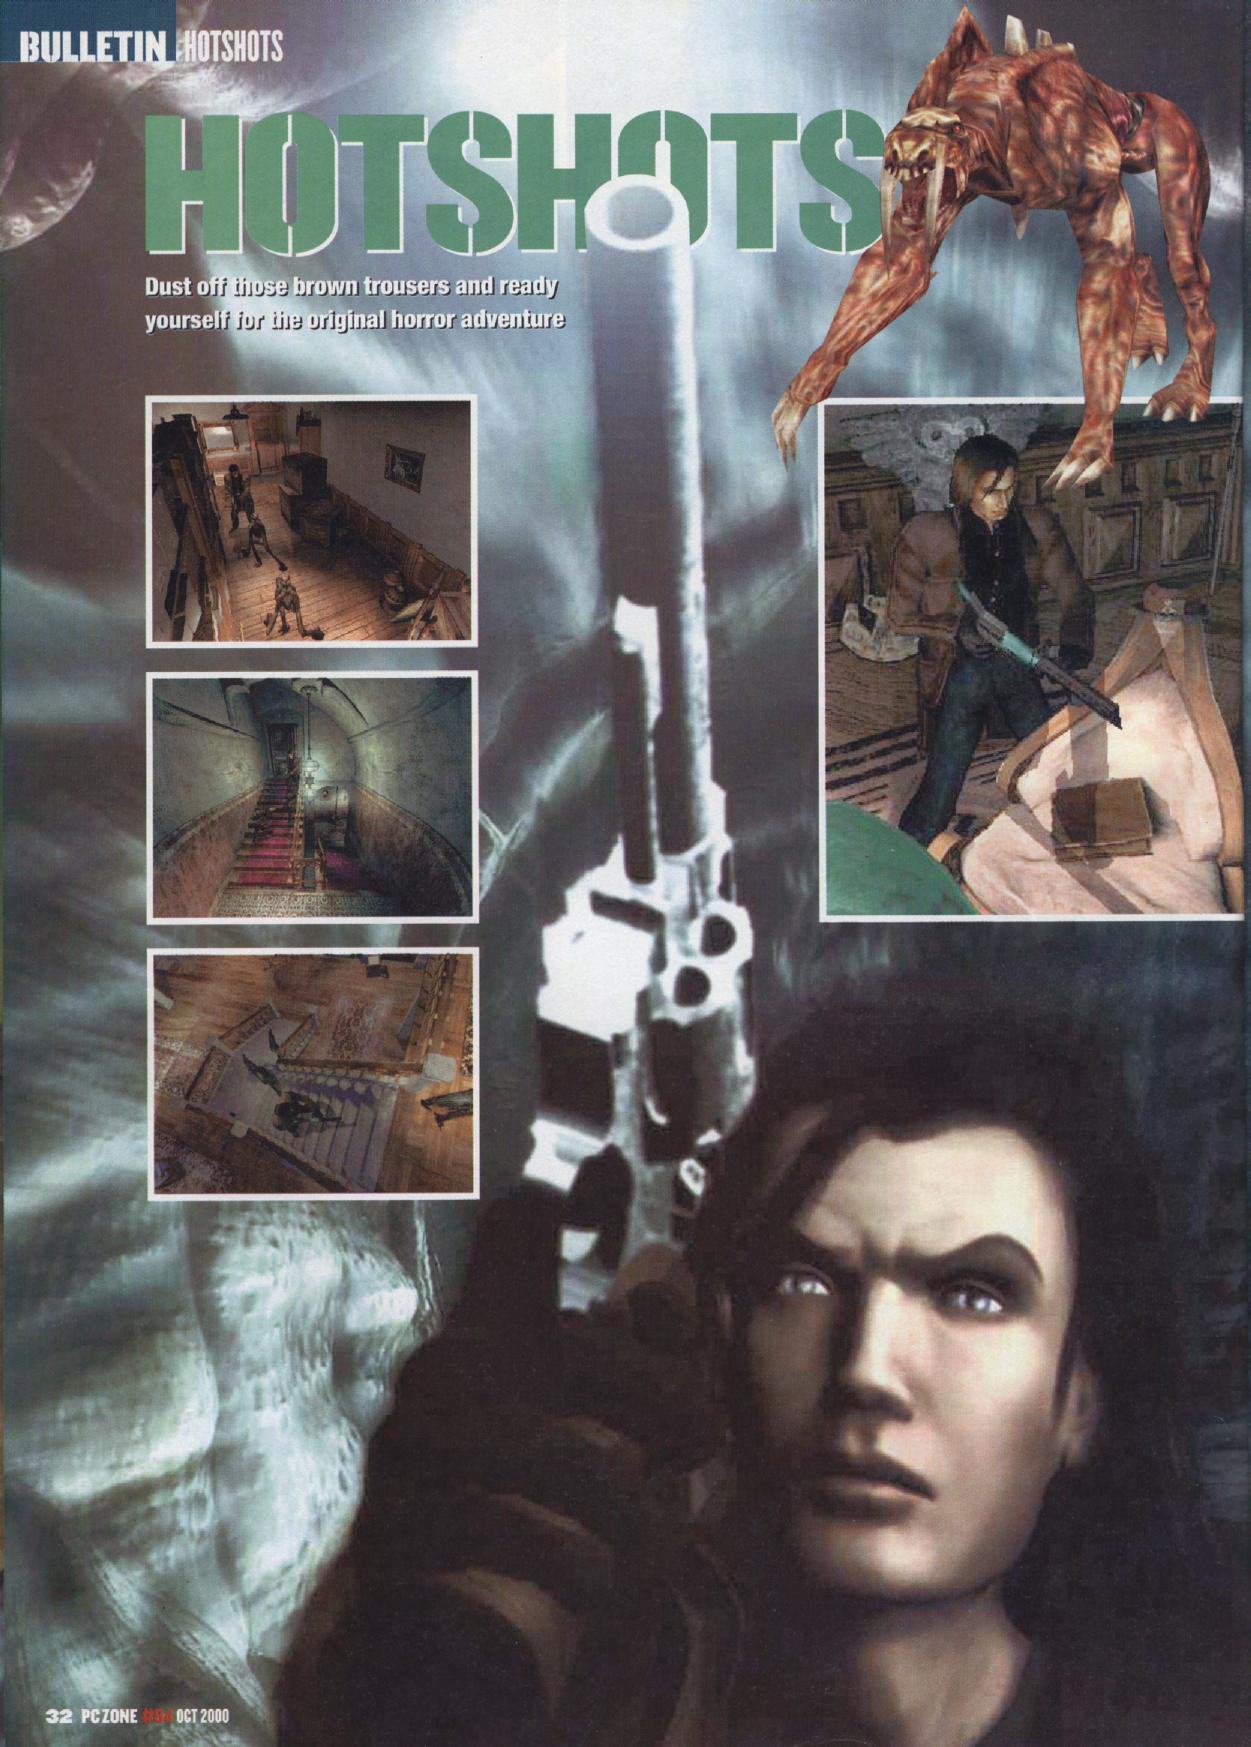 BULLETIN HOTSHOTS
HOTSHOTS
Dust off those brown trousers and ready
yourself for the original horror adventure
32 PCZONE #94 OCT 2000